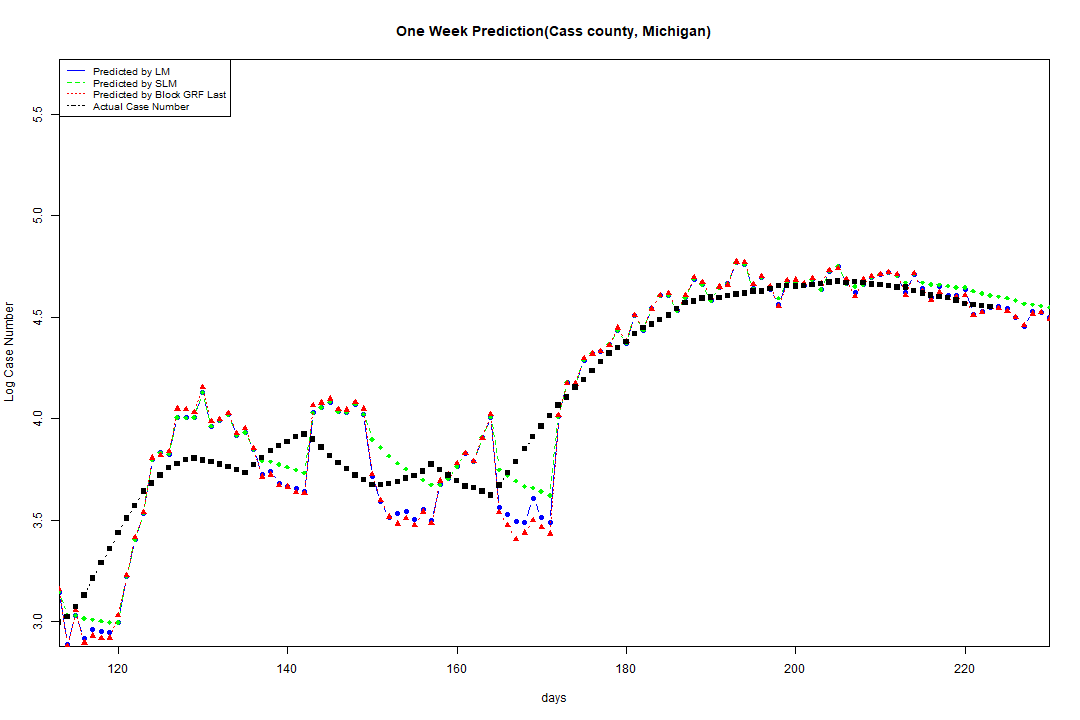 One Week Prediction(Cass county, Michigan)
Predicted by LM
Predicted by SLM
Predicted by Block GRF Last
Actual Case Number
5.5
5.0
4.5
4.0
3.5
3.0
Log Case Number
120 140 160 180 200 220
days